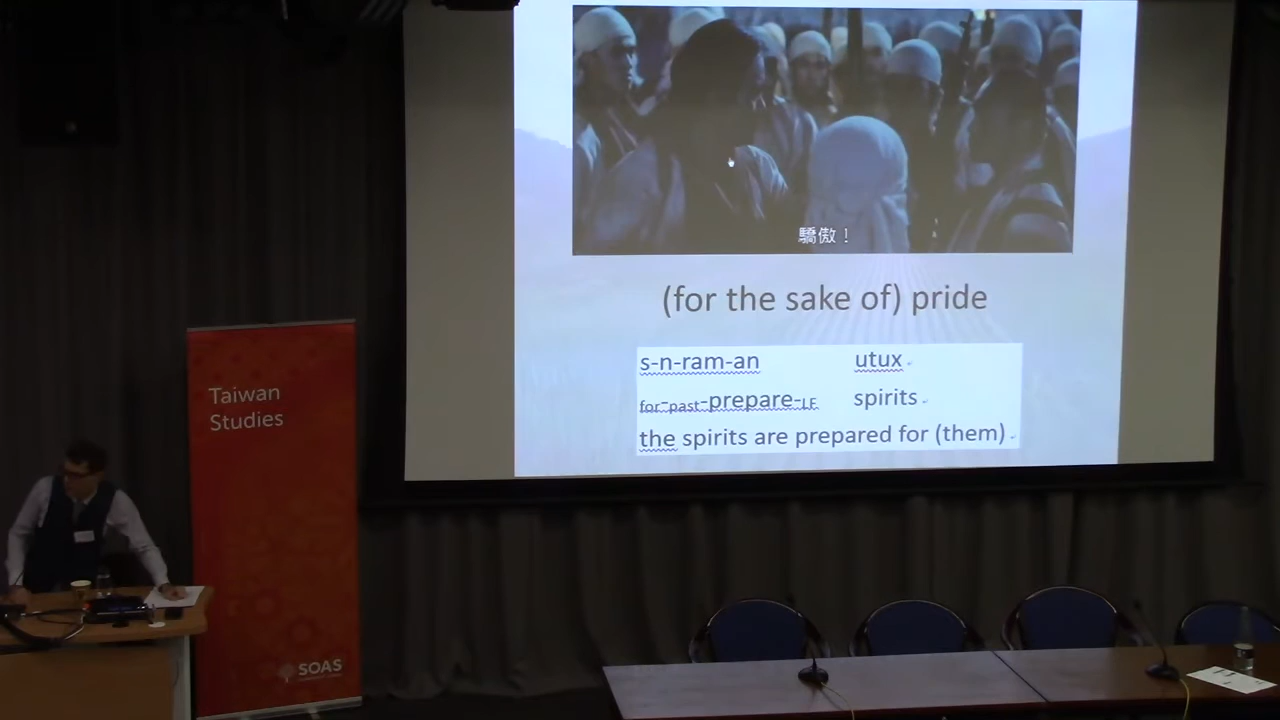 驕傲！
(for the sake of) pride
s-n-ram-an utux
for-past-prepare-LF spirits
the spirits are prepared for (them)
Taiwan
Studies
SOAS